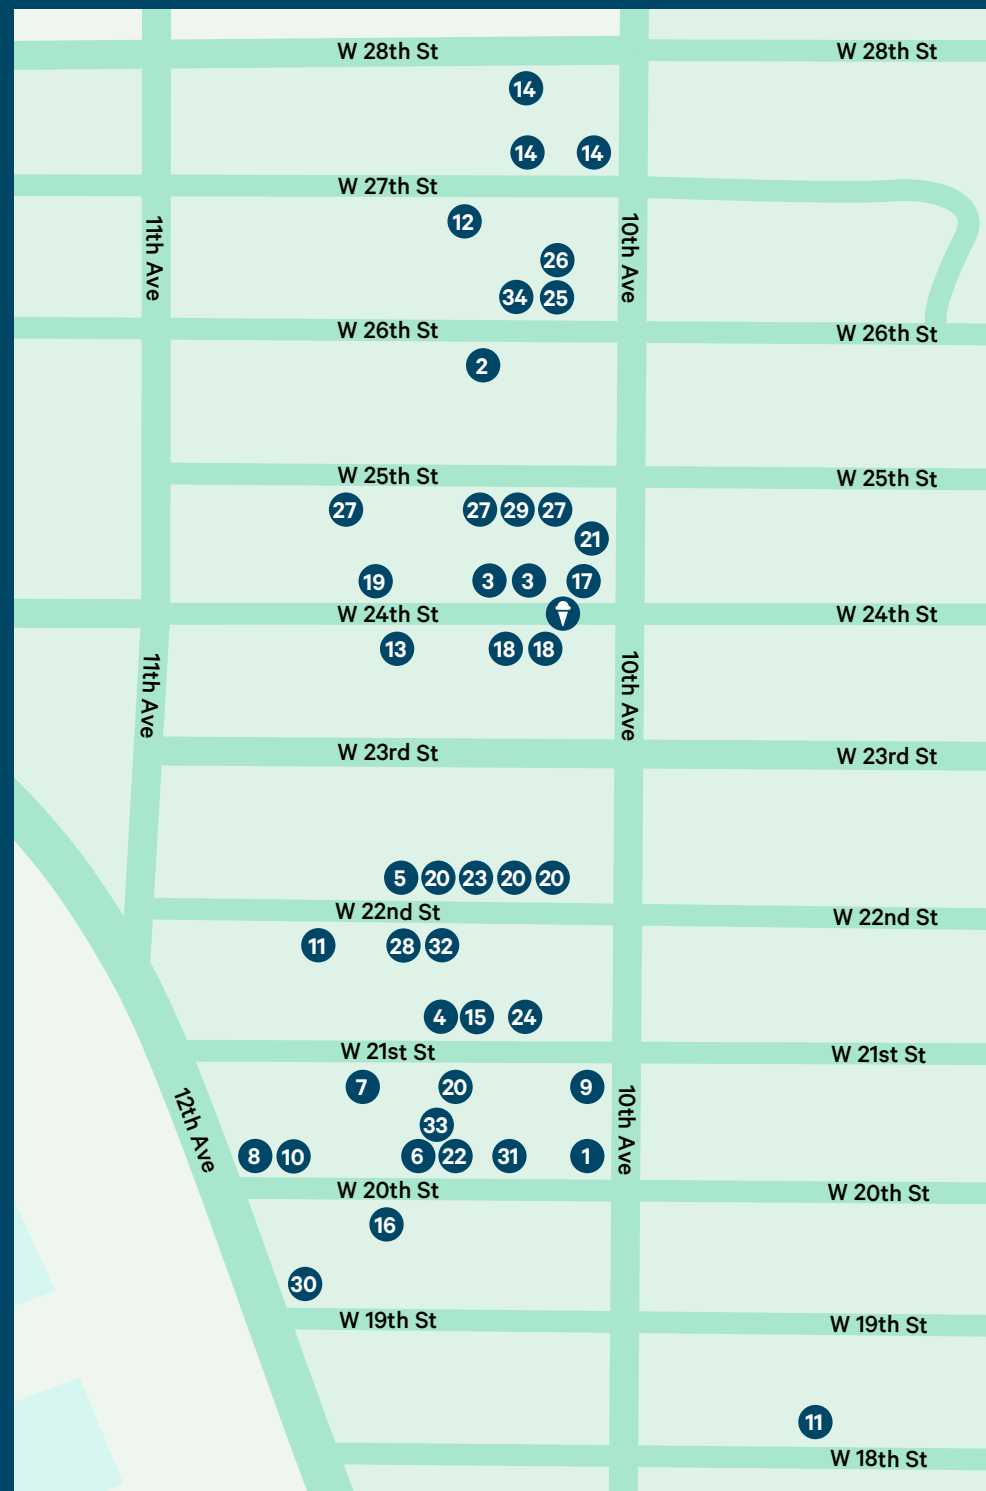 W 28th St
W 28th St
14
14
14
W 27th St
12
11th Ave
10th Ave
26
34
25
W 26th St
W 26th St
2
W 25th St
W 25th St
27
27
29
27
21
19
3
3
17
W 24th St
W 24th St
13
18
18
11th Ave
10th Ave
W 23rd St
W 23rd St
5
20
23
20
20
W 22nd St
W 22nd St
11
28
32
4
15
24
W 21st St
W 21st St
7
20
9
12th Ave
10th Ave
33
8
10
6
22
31
1
W 20th St
W 20th St
16
30
W 19th St
W 19th St
11
W 18th St